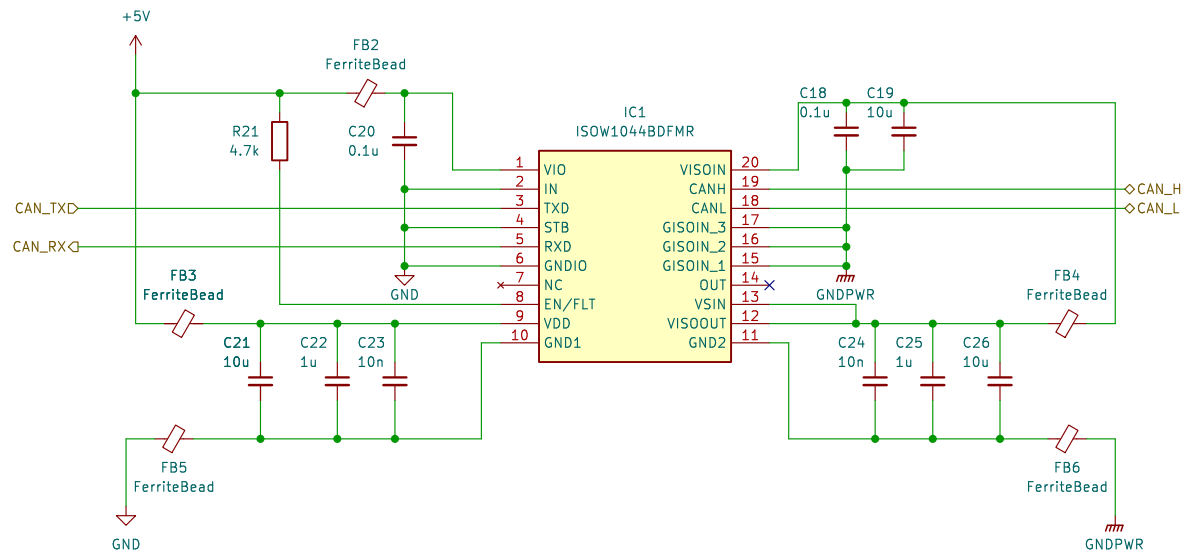 +5V
FB2
FerriteBead
C18
0.1u
C19
10u
IC1
ISOW1044BDFMR
R21
4.7k
C20
0.1u
1 VIO
2 IN
3 TXD
4 STB
5 RXD
6 GNDIO
7 NC
8 EN/FLT
9 VDD
10 GND1
VISOIN 20
CANH 19
CANL 18
GISOIN_3 17
GISOIN_2 16
GISOIN_1 15
OUT 14
VSIN 13
VISOOUT 12
GND2 11
CAN_H
CAN_L
CAN_TX
CAN_RX
GND
GNDPWR
FB3
FerriteBead
FB4
FerriteBead
C21
10u
C22
1u
C23
10n
C24
10n
C25
1u
C26
10u
FB5
FerriteBead
FB6
FerriteBead
GND
GNDPWR